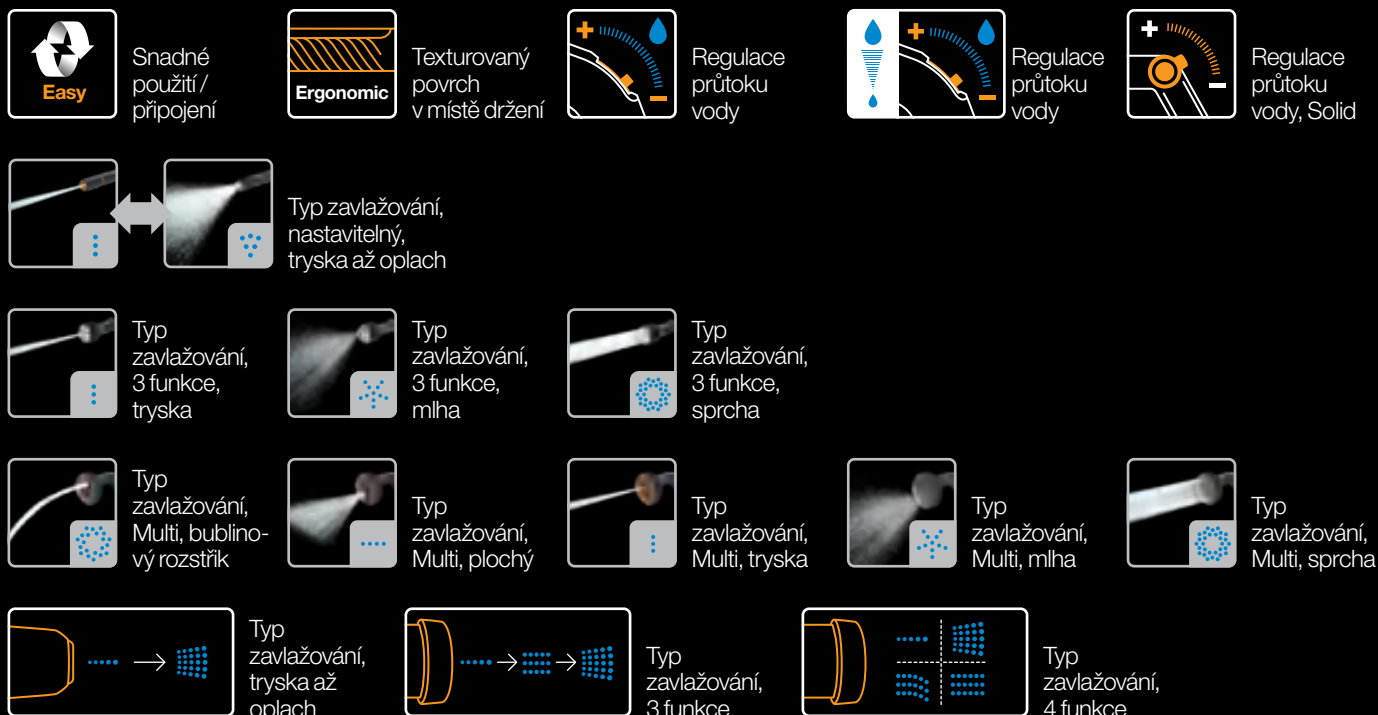 Easy
Snadné
použití /
připojení
Ergonomic
Texturovaný
povrch
v místě držení
Regulace
průtoku
vody
Regulace
průtoku
vody
Regulace
průtoku
vody, Solid
Typ zavlažování,
nastavitelný,
tryska až oplach
Typ
zavlažování,
3 funkce,
tryska
Typ
zavlažování,
3 funkce,
mlha
Typ
zavlažování,
3 funkce,
sprcha
Typ
zavlažování,
Multi, bublino-
vý rozstřik
Typ
zavlažování,
Multi, plochý
Typ
zavlažování,
Multi, tryska
Typ
zavlažování,
Multi, mlha
Typ
zavlažování,
Multi, sprcha
Typ
zavlažování,
tryska až
oplach
Typ
zavlažování,
3 funkce
Typ
zavlažování,
4 funkce